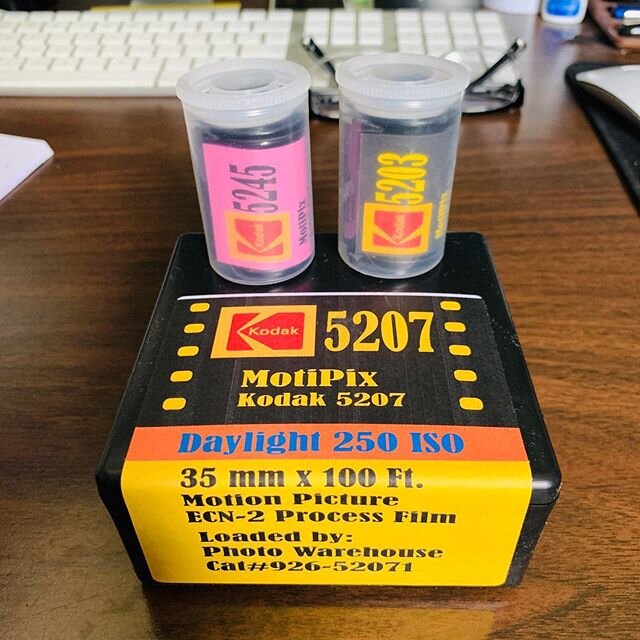 5245
Kodak
MotiPix
5203
Kodak
MotiPix
Kodak 5207
MotiPix
Kodak 5207
Daylight 250 ISO
35 mm x 100 Ft.
Motion Picture
ECN-2 Process Film
Loaded by:
Photo Warehouse
Cat#926-52071